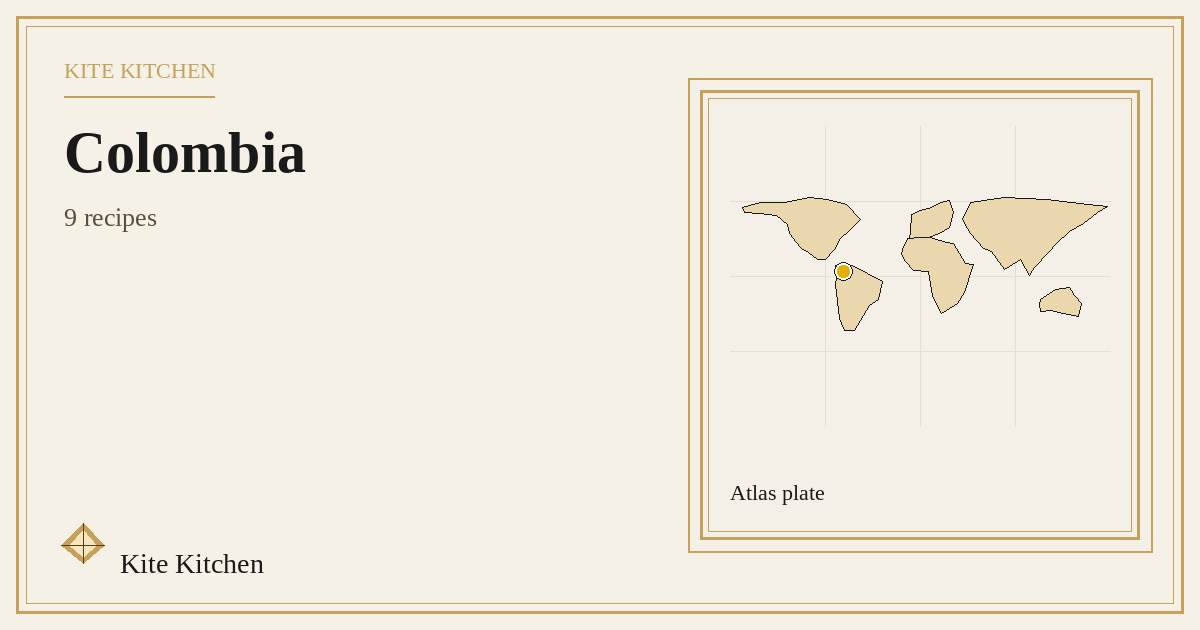 KITE KITCHEN
Colombia
9 recipes
Atlas plate
Kite Kitchen